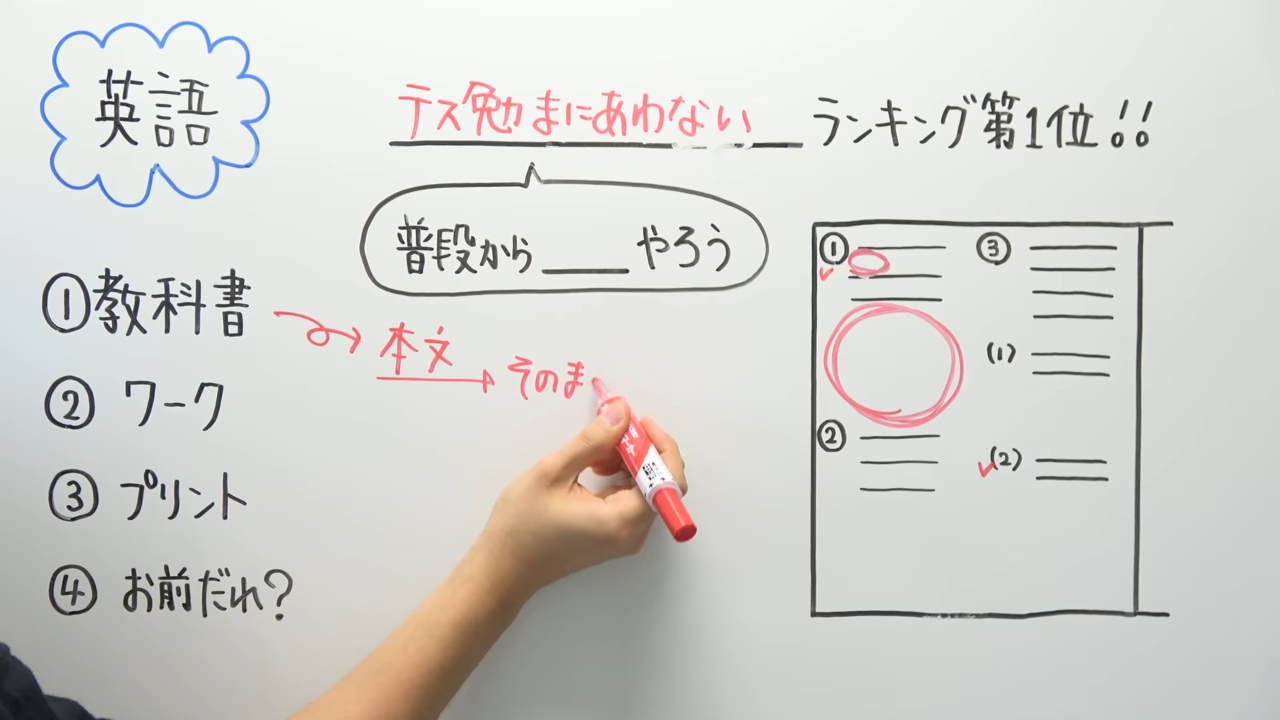 英語
テス勉まにあわない ランキング第1位!!
普段から____やろう
①教科書
本文 → そのま
② ワーク
③ プリント
④ お前だれ?
①
②
③
(1)
(2)